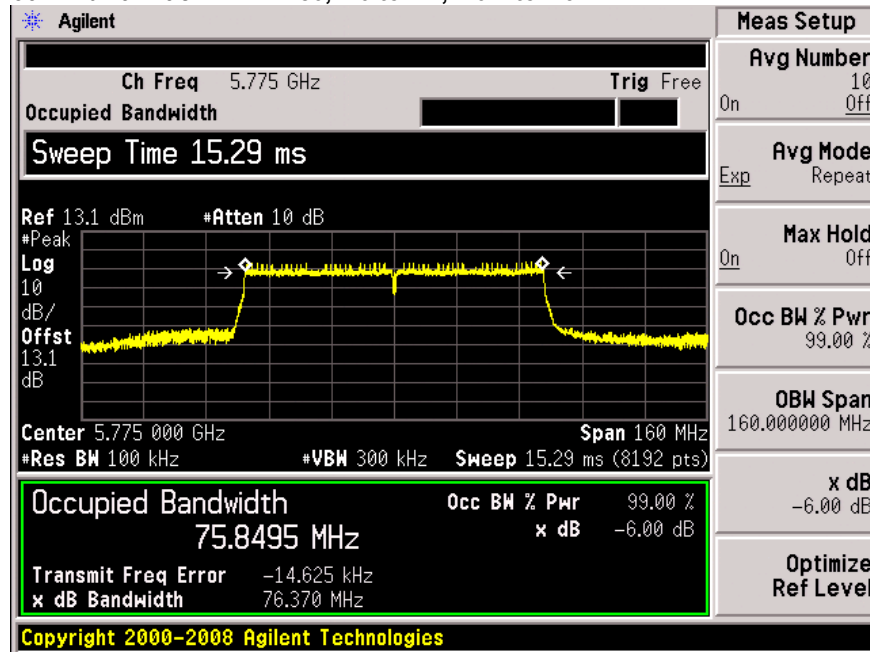 Agilent
Meas Setup
Ch Freq 5.775 GHz Trig Free
Occupied Bandwidth
Sweep Time 15.29 ms
Ref 13.1 dBm #Atten 10 dB
#Peak
Log
10
dB/
Offst
13.1
dB
Center 5.775 000 GHz Span 160 MHz
#Res BW 100 kHz #VBW 300 kHz Sweep 15.29 ms (8192 pts)
Occupied Bandwidth Occ BW % Pwr 99.00 %
75.8495 MHz x dB -6.00 dB
Transmit Freq Error -14.625 kHz
x dB Bandwidth 76.370 MHz
Copyright 2000-2008 Agilent Technologies
Avg Number
10
On Off
Avg Mode
Exp Repeat
Max Hold
On Off
Occ BW % Pwr
99.00 %
OBW Span
160.000000 MHz
x dB
-6.00 dB
Optimize
Ref Level